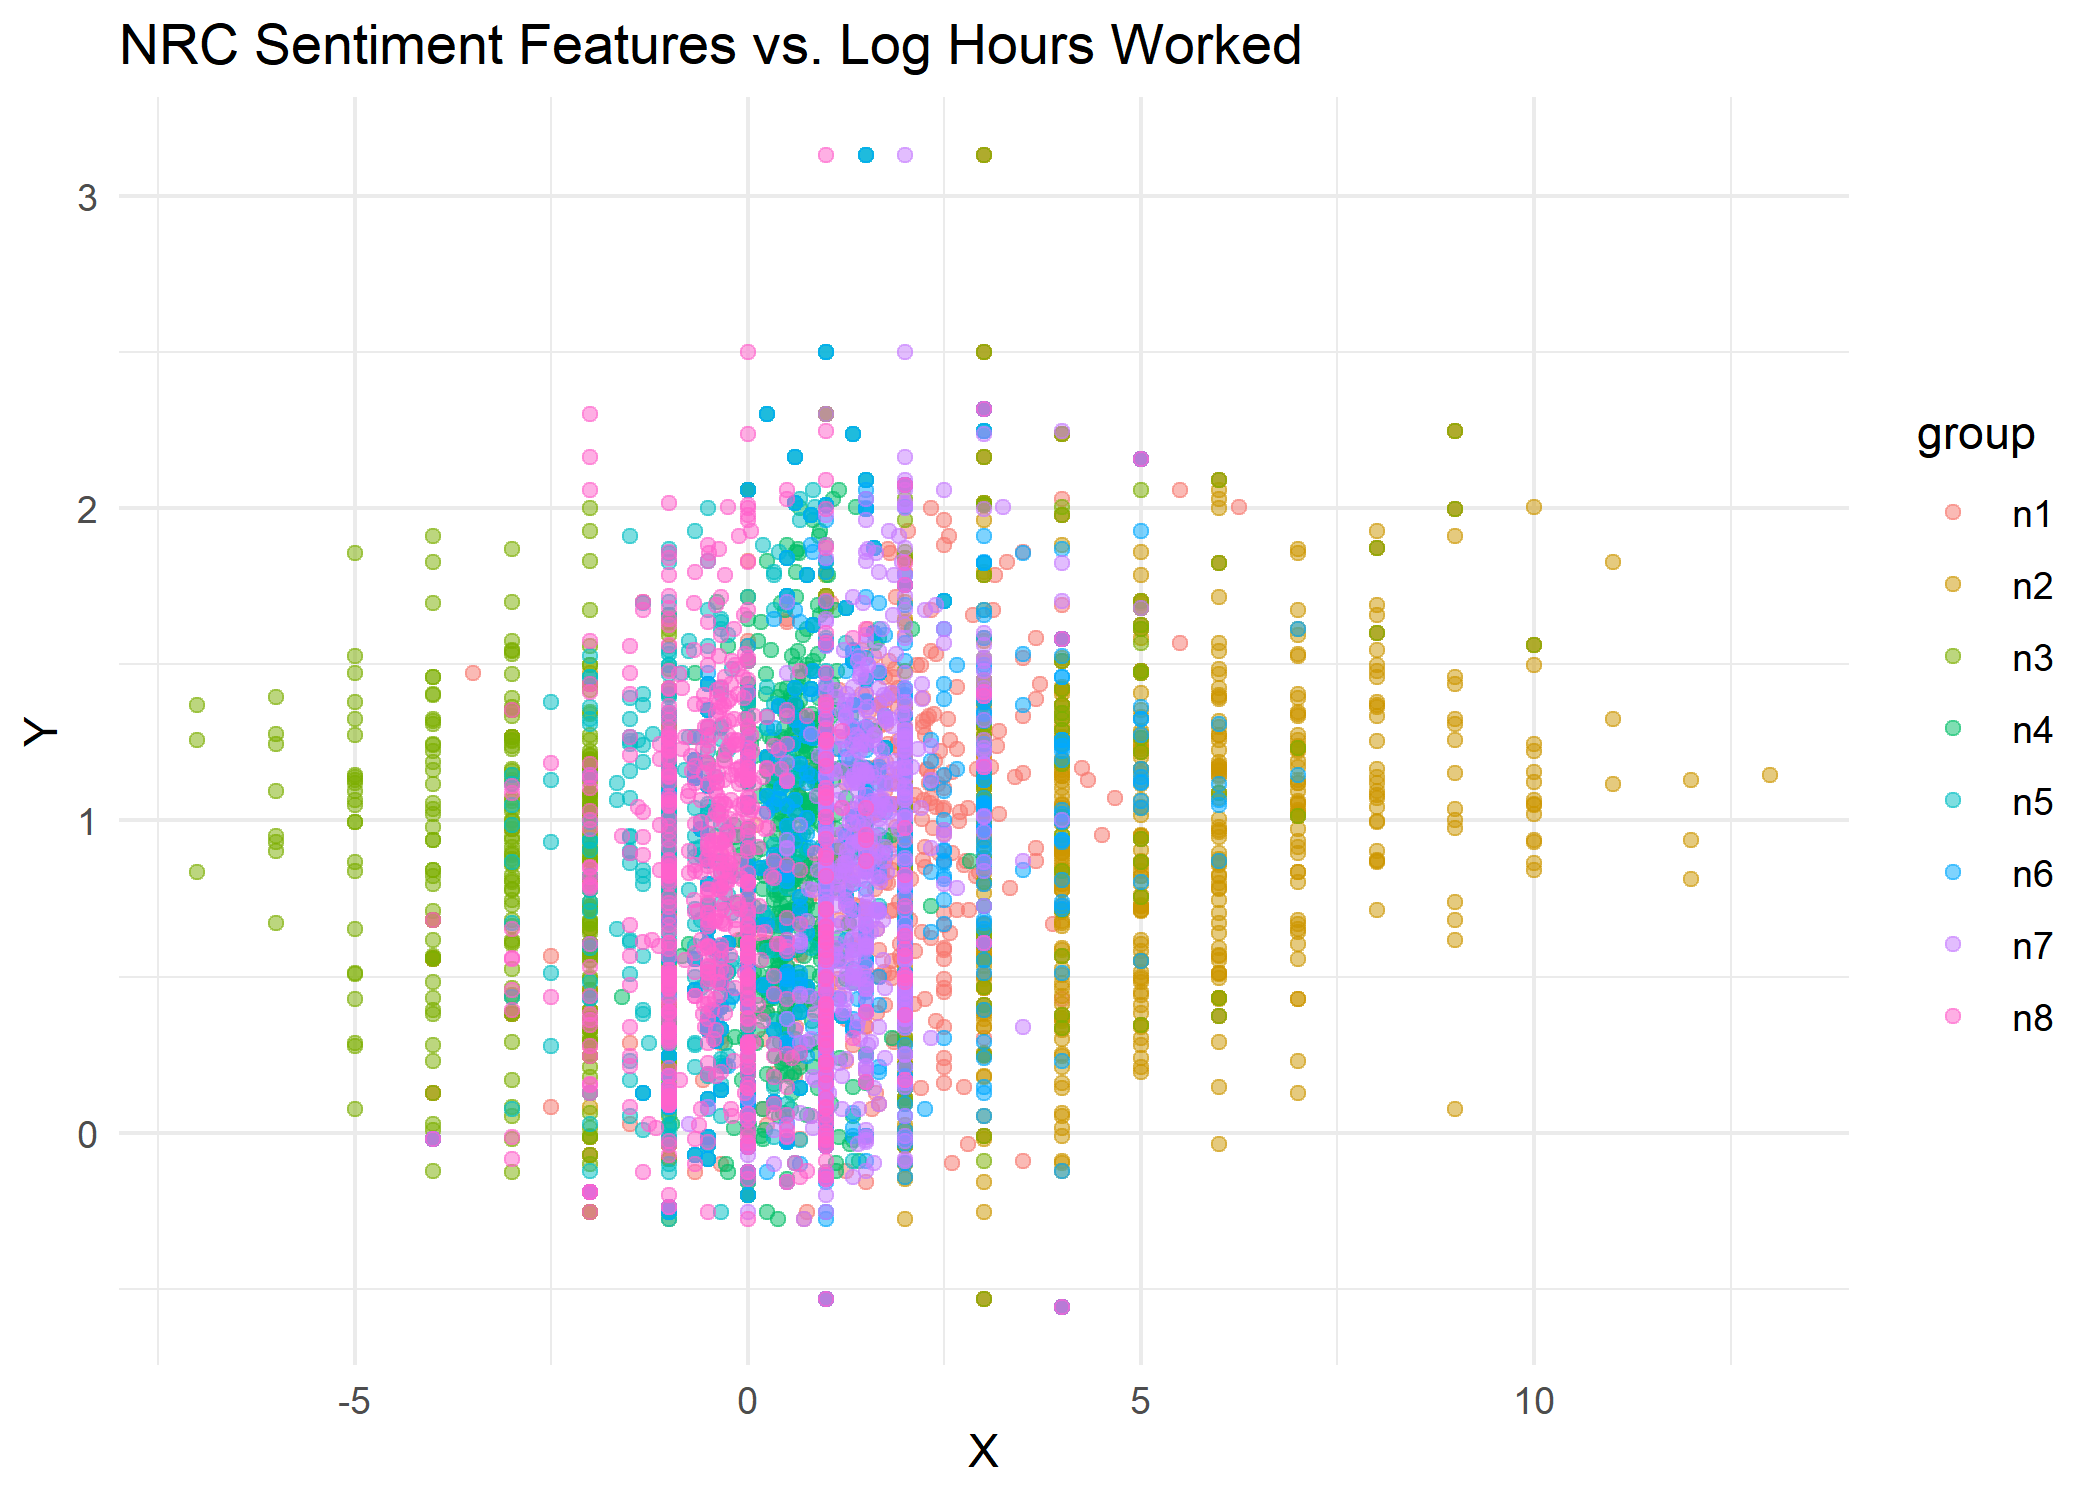 NRC Sentiment Features vs. Log Hours Worked
3
2
1
0
Y
-5 0 5 10
X
group
n1
n2
n3
n4
n5
n6
n7
n8